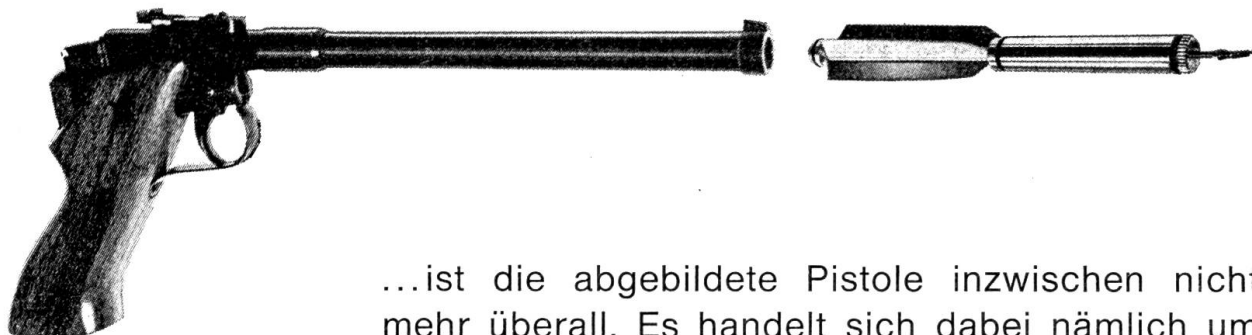 ...ist die abgebildete Pistole inzwischen nicht
mehr überall. Es handelt sich dabei nämlich um